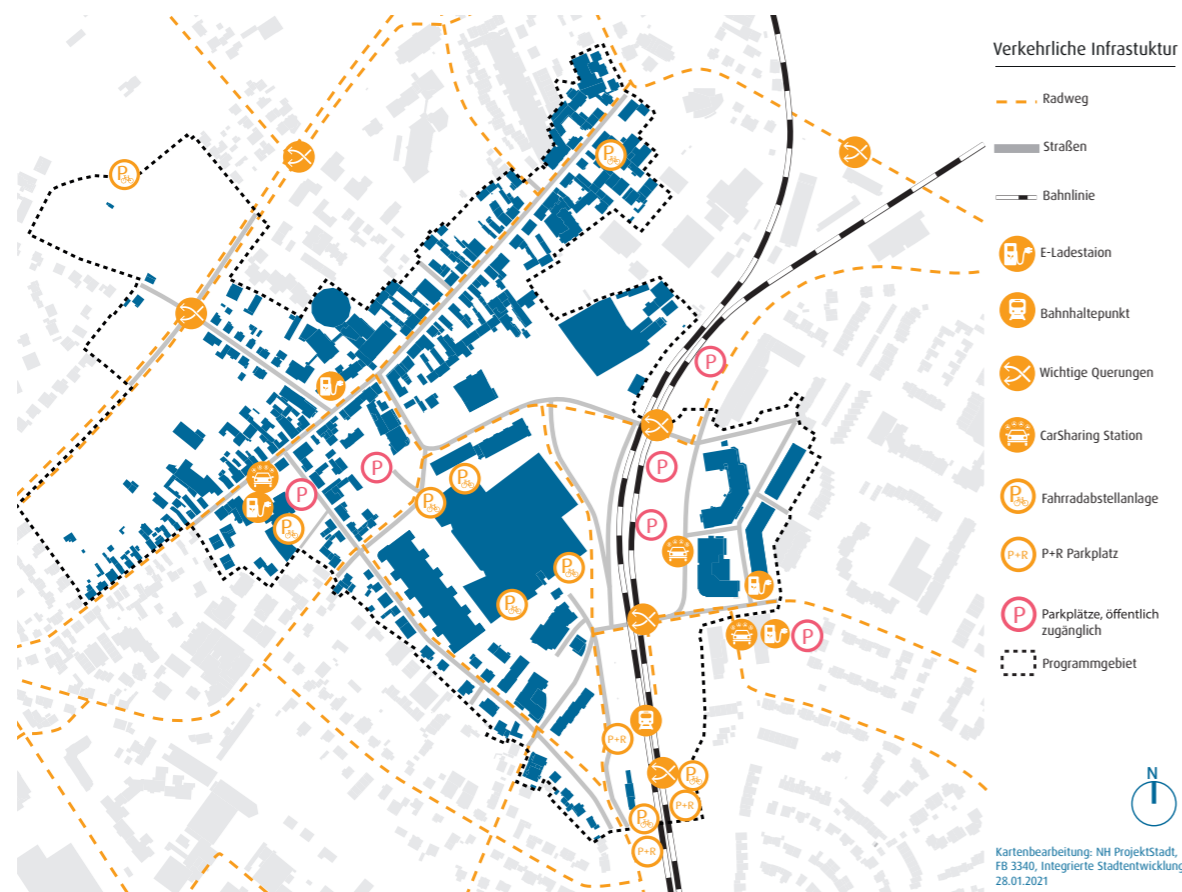 Verkehrliche Infrastuktur
Radweg
Straßen
Bahnlinie
E-Ladestaion
Bahnhaltepunkt
Wichtige Querungen
CarSharing Station
P
Fahrradabstellanlage
P+R
P+R Parkplatz
P
Parkplätze, öffentlich
zugänglich
Programmgebiet
N
Kartenbearbeitung: NH ProjektStadt,
FB 3340, Integrierte Stadtentwicklung
28.01.2021
P
P
P
P
P
P
P
P
P
P
P
P
P
P
P+R
P
P+R
P
P+R